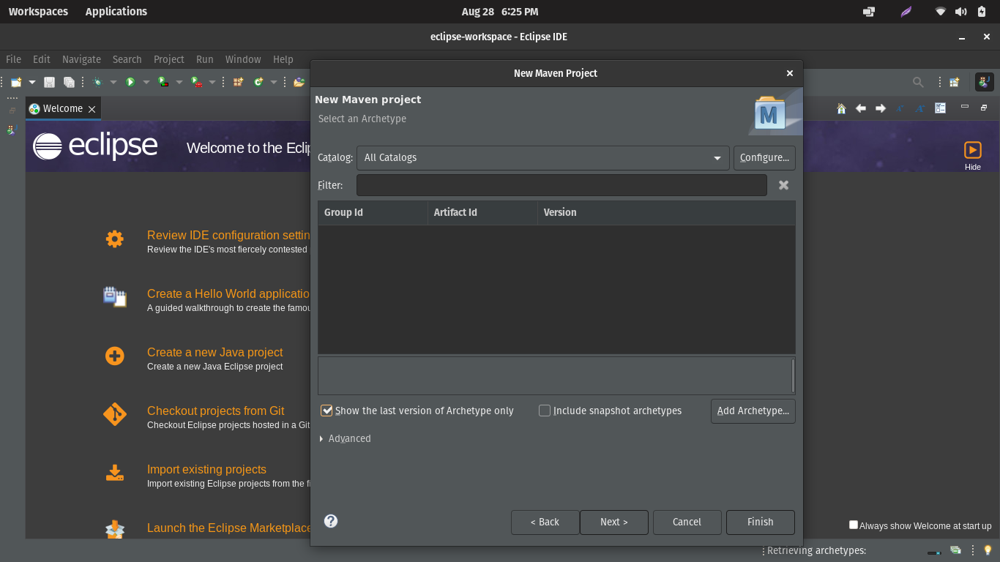 Workspaces Applications Aug 28 6:25 PM
eclipse-workspace - Eclipse IDE
File Edit Navigate Search Project Run Window Help
New Maven Project
New Maven project
Select an Archetype
Welcome
eclipse Welcome to the Eclip
Hide
Catalog: All Catalogs Configure...
Filter:
Group Id Artifact Id Version
Review IDE configuration settin
Review the IDE's most fiercely contested
Create a Hello World applicatio
A guided walkthrough to create the famou
Create a new Java project
Create a new Java Eclipse project
Checkout projects from Git
Checkout Eclipse projects hosted in a Git
Import existing projects
Import existing Eclipse projects from the fi
Launch the Eclipse Marketplace
Show the last version of Archetype only Include snapshot archetypes Add Archetype...
Advanced
< Back Next > Cancel Finish
Always show Welcome at start up
Retrieving archetypes: